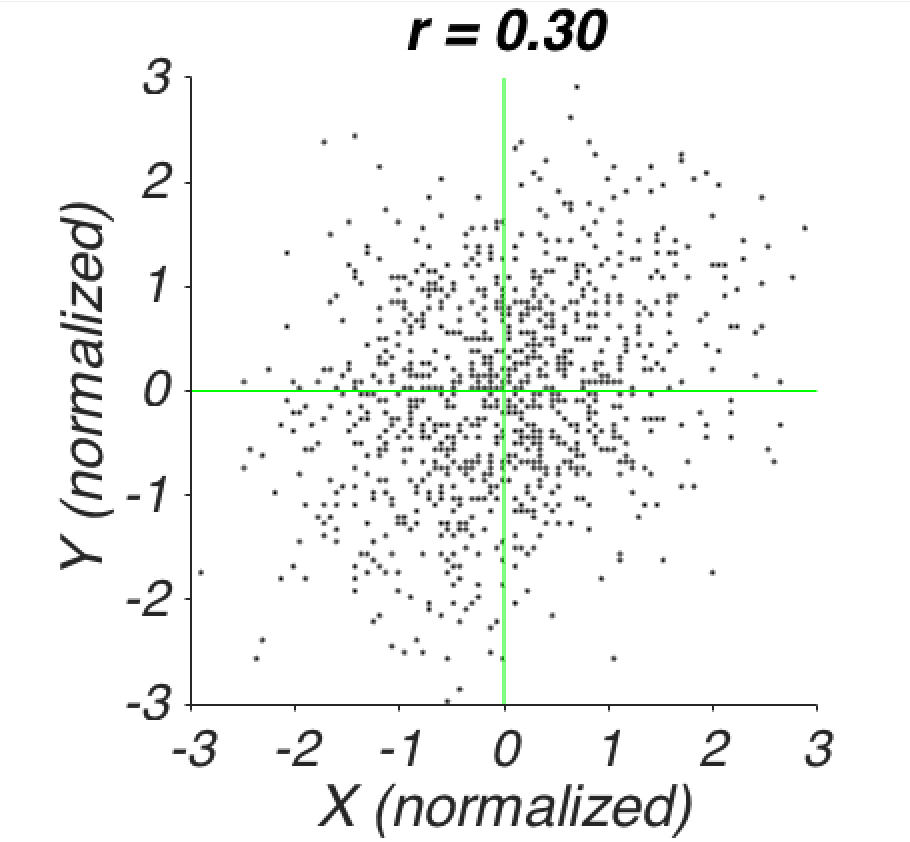 r = 0.30
3
2
1
0
-1
-2
-3
Y (normalized)
-3 -2 -1 0 1 2 3
X (normalized)